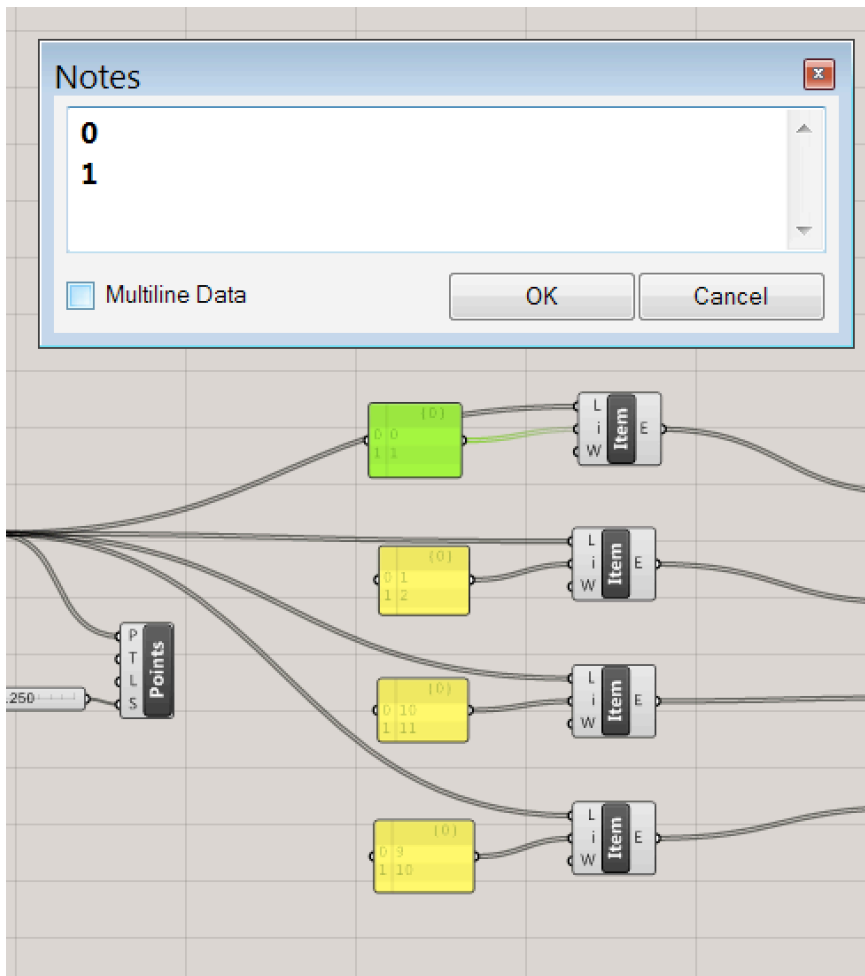 Notes
0
1
Multiline Data
OK
Cancel
{0}
0 0
1 1
L
i
W
Item
E
{0}
0 1
1 2
L
i
W
Item
E
P
T
L
S
Points
.250
{0}
0 10
1 11
L
i
W
Item
E
{0}
0 9
1 10
L
i
W
Item
E